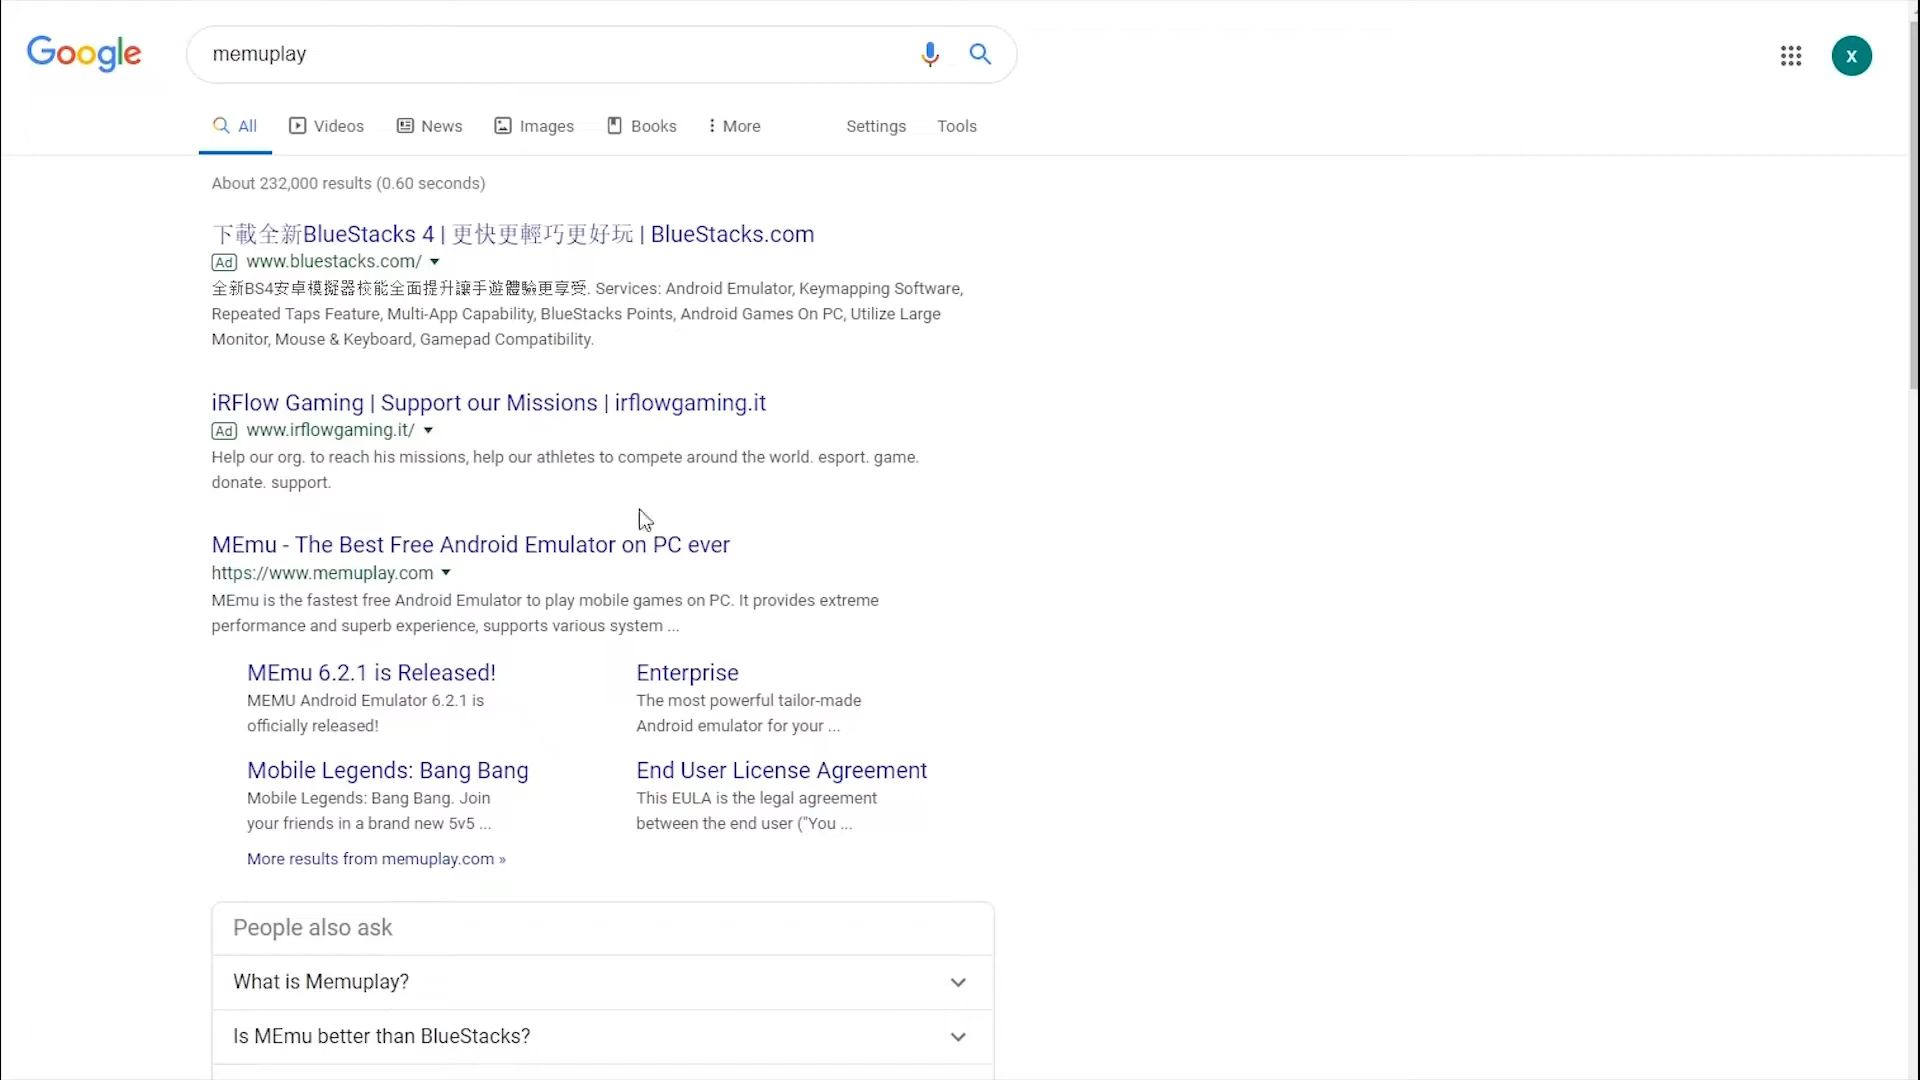 Google
memuplay
X
All
Videos
News
Images
Books
More
Settings
Tools
About 232,000 results (0.60 seconds)
下載全新BlueStacks 4 | 更快更輕巧更好玩 | BlueStacks.com
Ad www.bluestacks.com/
全新BS4安卓模擬器校能全面提升讓手遊體驗更享受. Services: Android Emulator, Keymapping Software,
Repeated Taps Feature, Multi-App Capability, BlueStacks Points, Android Games On PC, Utilize Large
Monitor, Mouse & Keyboard, Gamepad Compatibility.
iRFlow Gaming | Support our Missions | irflowgaming.it
Ad www.irflowgaming.it/
Help our org. to reach his missions, help our athletes to compete around the world. esport. game.
donate. support.
MEmu - The Best Free Android Emulator on PC ever
https://www.memuplay.com
MEmu is the fastest free Android Emulator to play mobile games on PC. It provides extreme
performance and superb experience, supports various system ...
MEmu 6.2.1 is Released!
MEMU Android Emulator 6.2.1 is
officially released!
Enterprise
The most powerful tailor-made
Android emulator for your ...
Mobile Legends: Bang Bang
Mobile Legends: Bang Bang. Join
your friends in a brand new 5v5 ...
End User License Agreement
This EULA is the legal agreement
between the end user ("You ...
More results from memuplay.com »
People also ask
What is Memuplay?
Is MEmu better than BlueStacks?